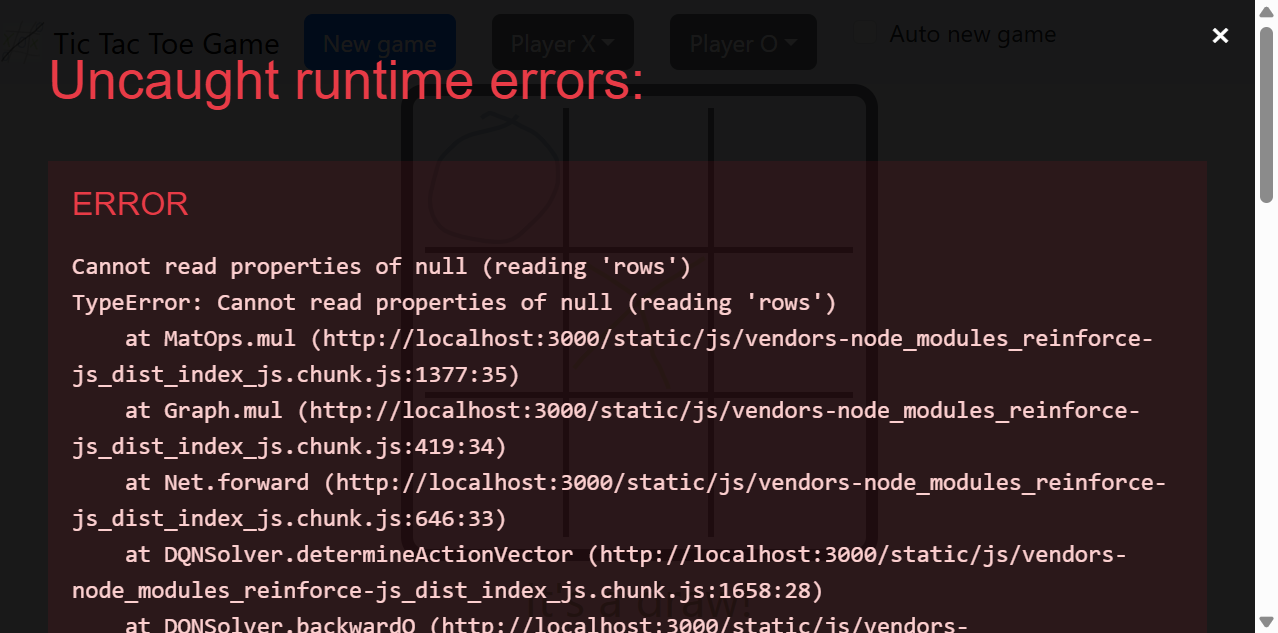 Tic Tac Toe Game New game Player X Player O Auto new game
Uncaught runtime errors:
ERROR
Cannot read properties of null (reading 'rows')
TypeError: Cannot read properties of null (reading 'rows')
at MatOps.mul (http://localhost:3000/static/js/vendors-node_modules_reinforce-
js_dist_index_js.chunk.js:1377:35)
at Graph.mul (http://localhost:3000/static/js/vendors-node_modules_reinforce-
js_dist_index_js.chunk.js:419:34)
at Net.forward (http://localhost:3000/static/js/vendors-node_modules_reinforce-
js_dist_index_js.chunk.js:646:33)
at DQNSolver.determineActionVector (http://localhost:3000/static/js/vendors-
node_modules_reinforce-js_dist_index_js.chunk.js:1658:28)
It's a draw!
at DQNSolver.backwardQ (http://localhost:3000/static/js/vendors-